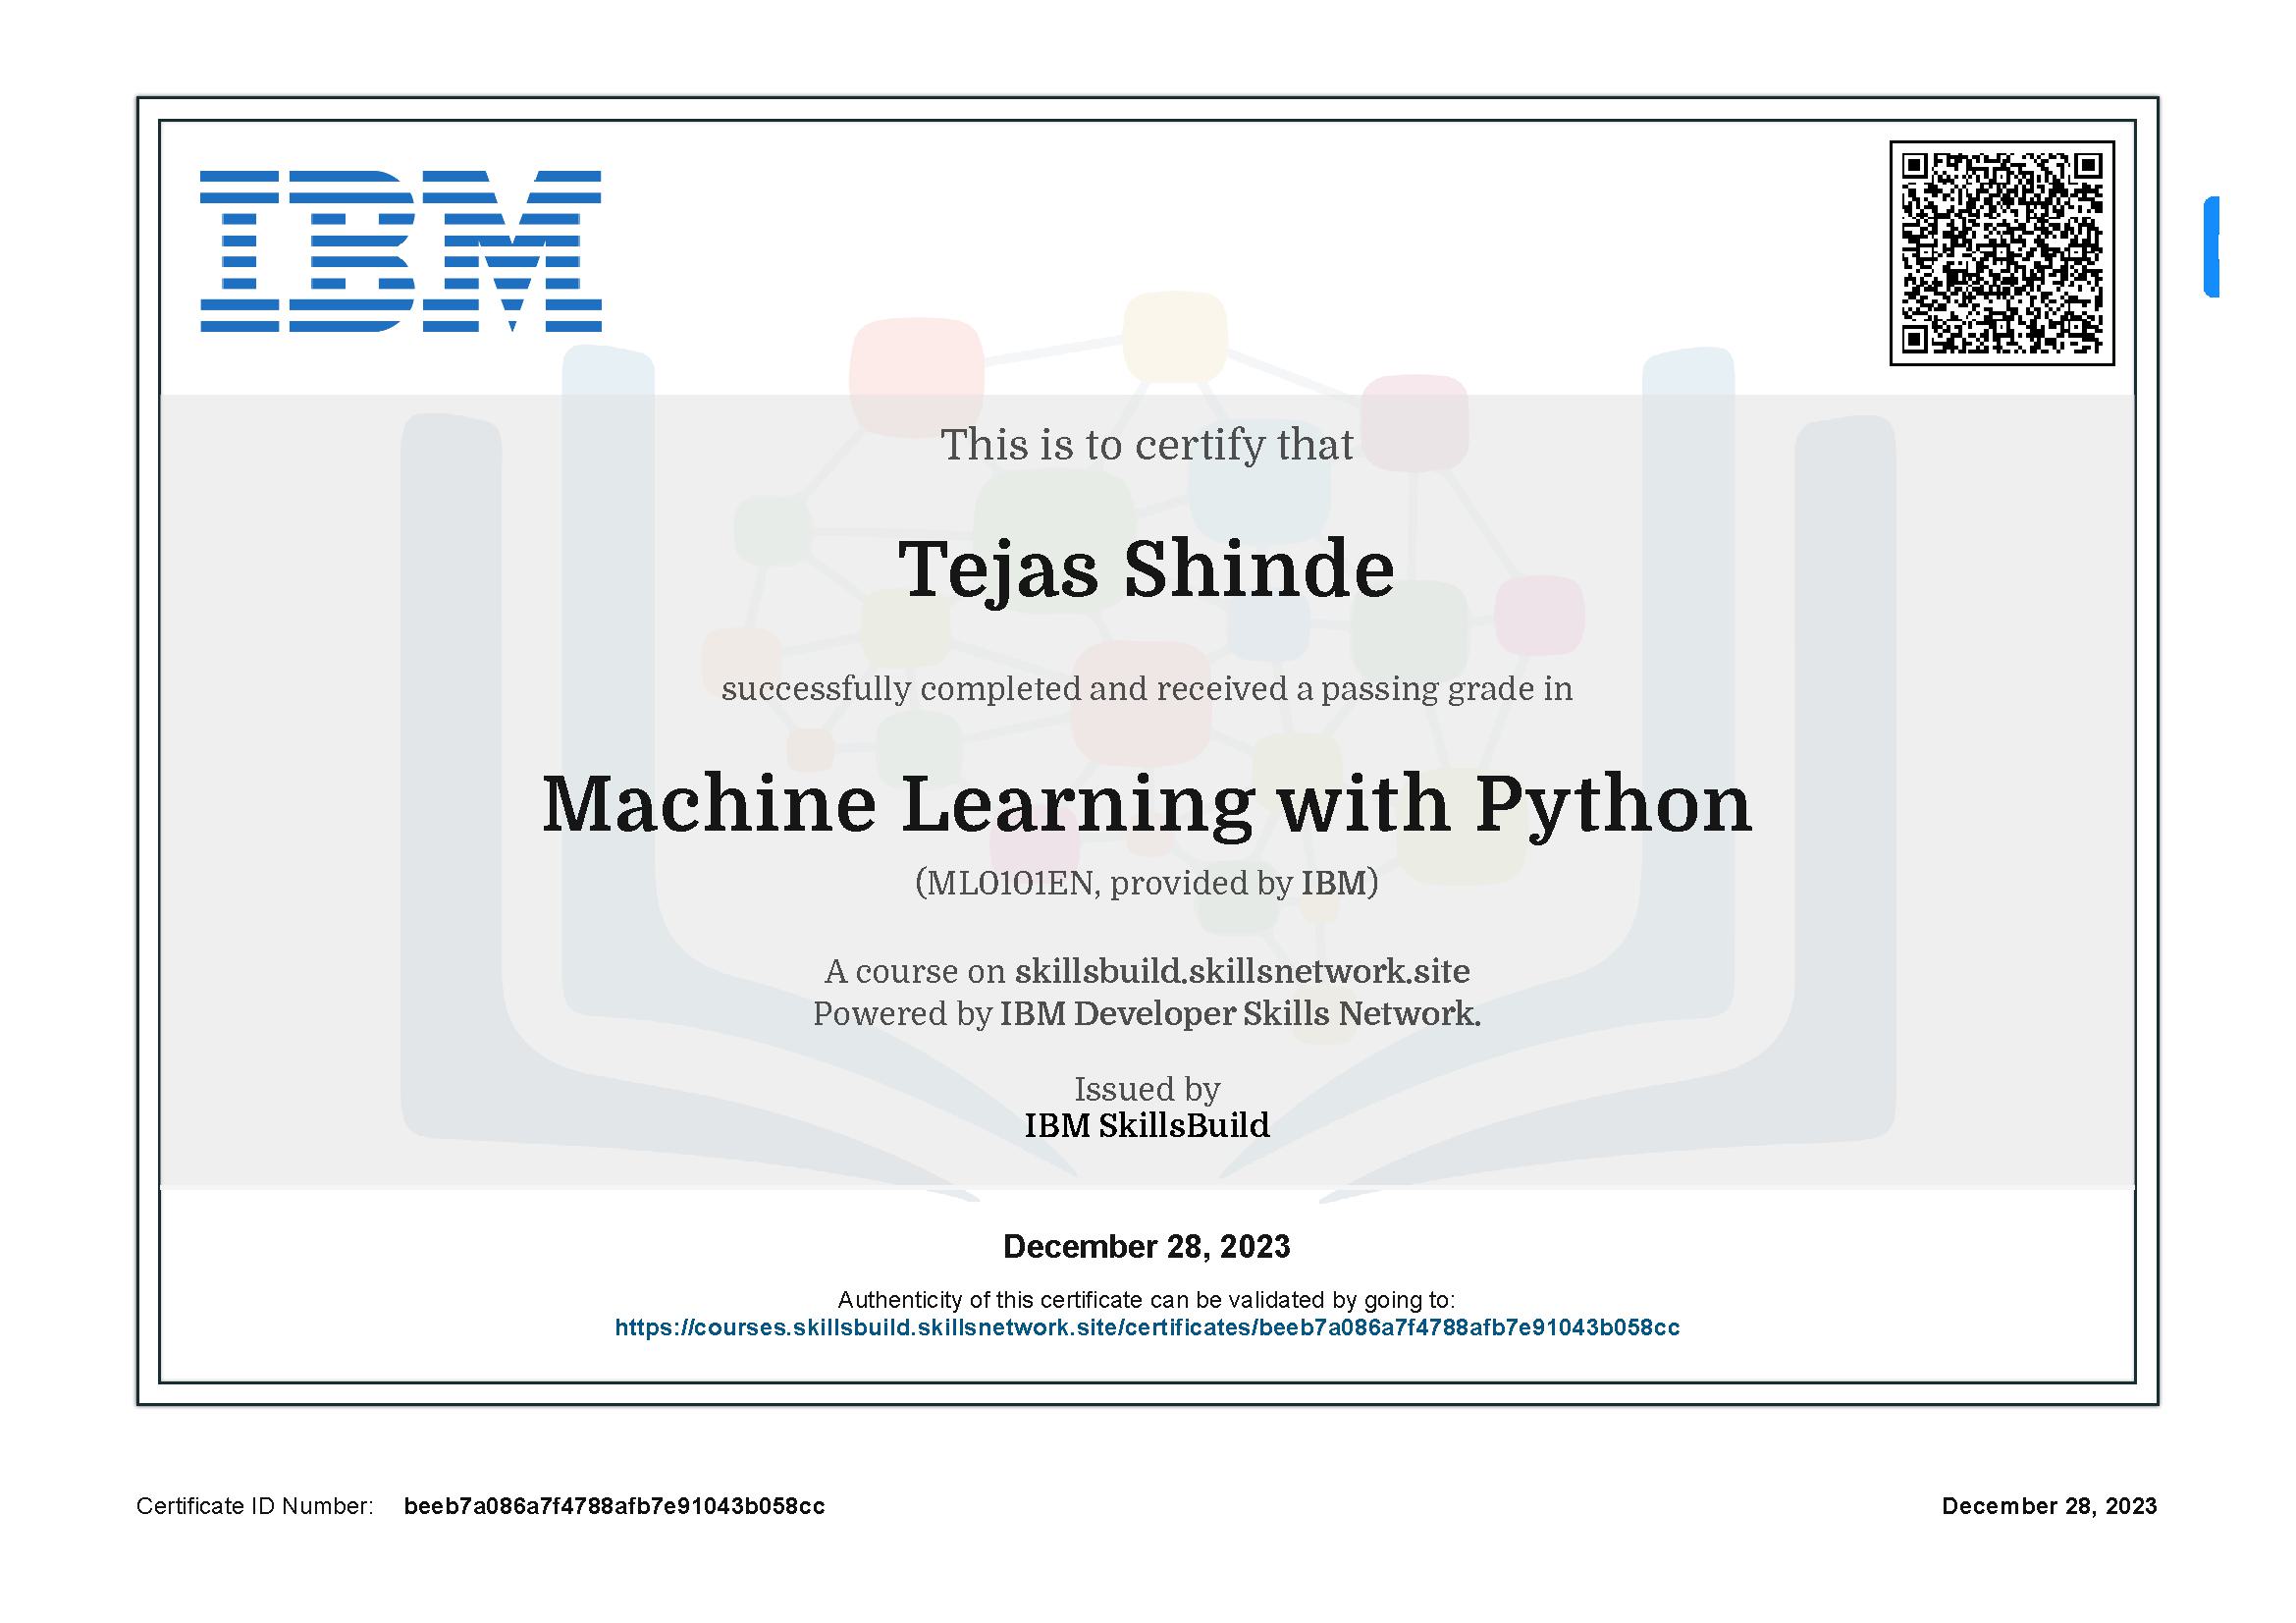 IBM
This is to certify that
Tejas Shinde
successfully completed and received a passing grade in
Machine Learning with Python
(ML0101EN, provided by IBM)
A course on skillsbuild.skillsnetwork.site
Powered by IBM Developer Skills Network.
Issued by
IBM SkillsBuild
December 28, 2023
Authenticity of this certificate can be validated by going to:
https://courses.skillsbuild.skillsnetwork.site/certificates/beeb7a086a7f4788afb7e91043b058cc
Certificate ID Number: beeb7a086a7f4788afb7e91043b058cc
December 28, 2023